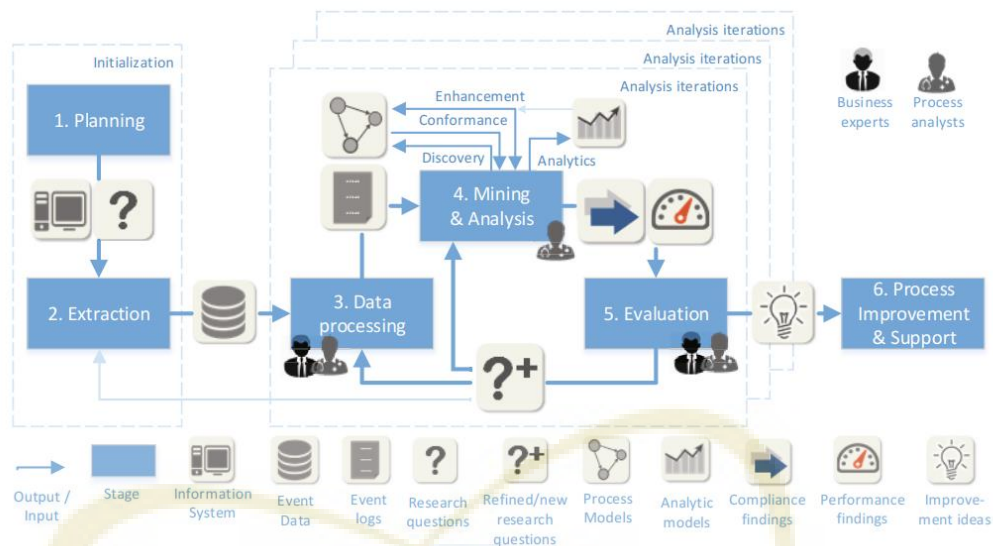 Analysis iterations
Analysis iterations
Analysis iterations
Initialization
1. Planning
Enhancement
Conformance
Discovery
Analytics
Business
experts
Process
analysts
4. Mining
& Analysis
?
2. Extraction
3. Data
processing
5. Evaluation
6. Process
Improvement
& Support
?+
?
?+
Output /
Input
Stage
Information
System
Event
Data
Event
logs
Research
questions
Refined/new
research
questions
Process
Models
Analytic
models
Compliance
findings
Performance
findings
Improve-
ment ideas